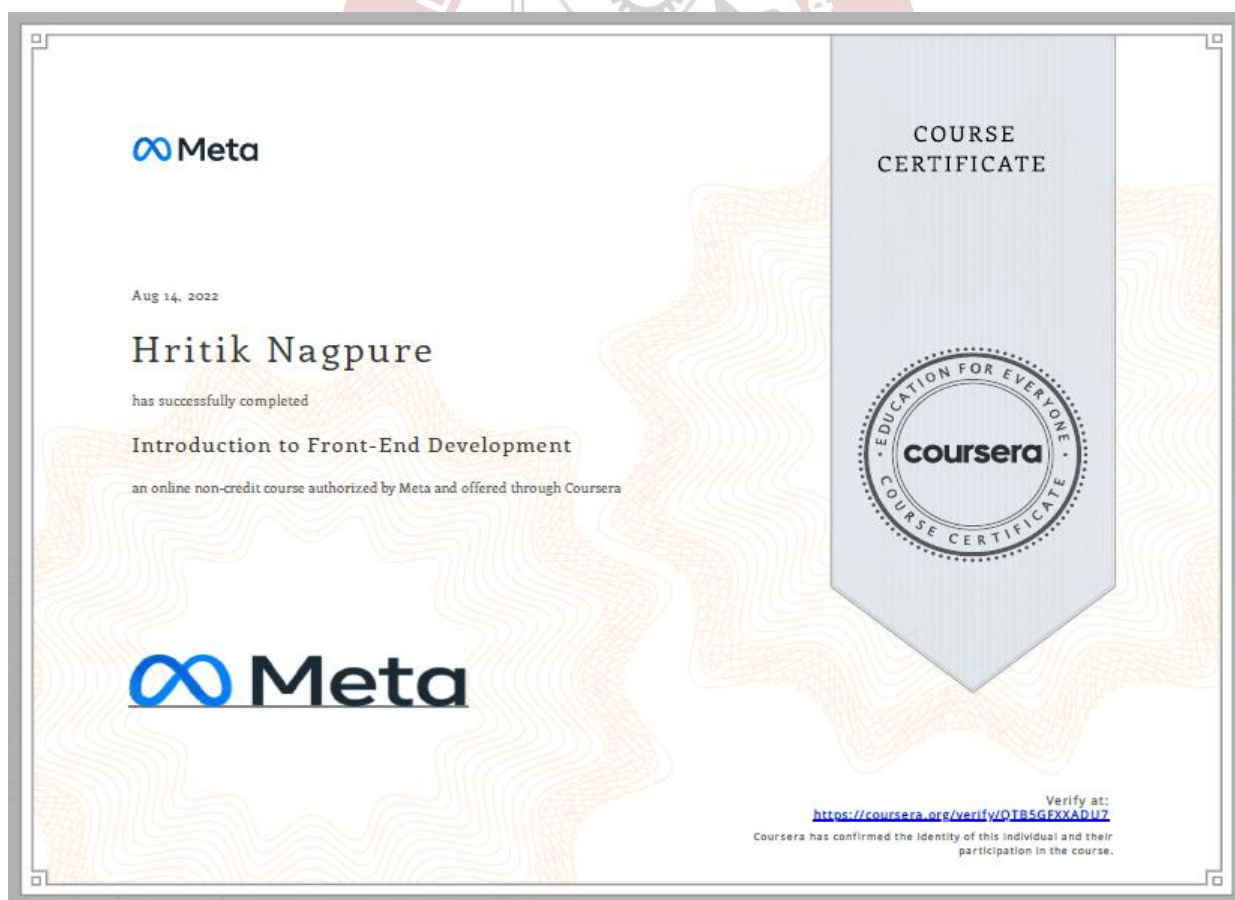 Meta
COURSE
CERTIFICATE
Aug 14, 2022
Hritik Nagpure
has successfully completed
Introduction to Front-End Development
an online non-credit course authorized by Meta and offered through Coursera
EDUCATION FOR EVERYONE
coursera
COURSE CERTIFICATE
Meta
Verify at:
https://coursera.org/verify/QTB5GFXXADU7
Coursera has confirmed the identity of this individual and their
participation in the course.